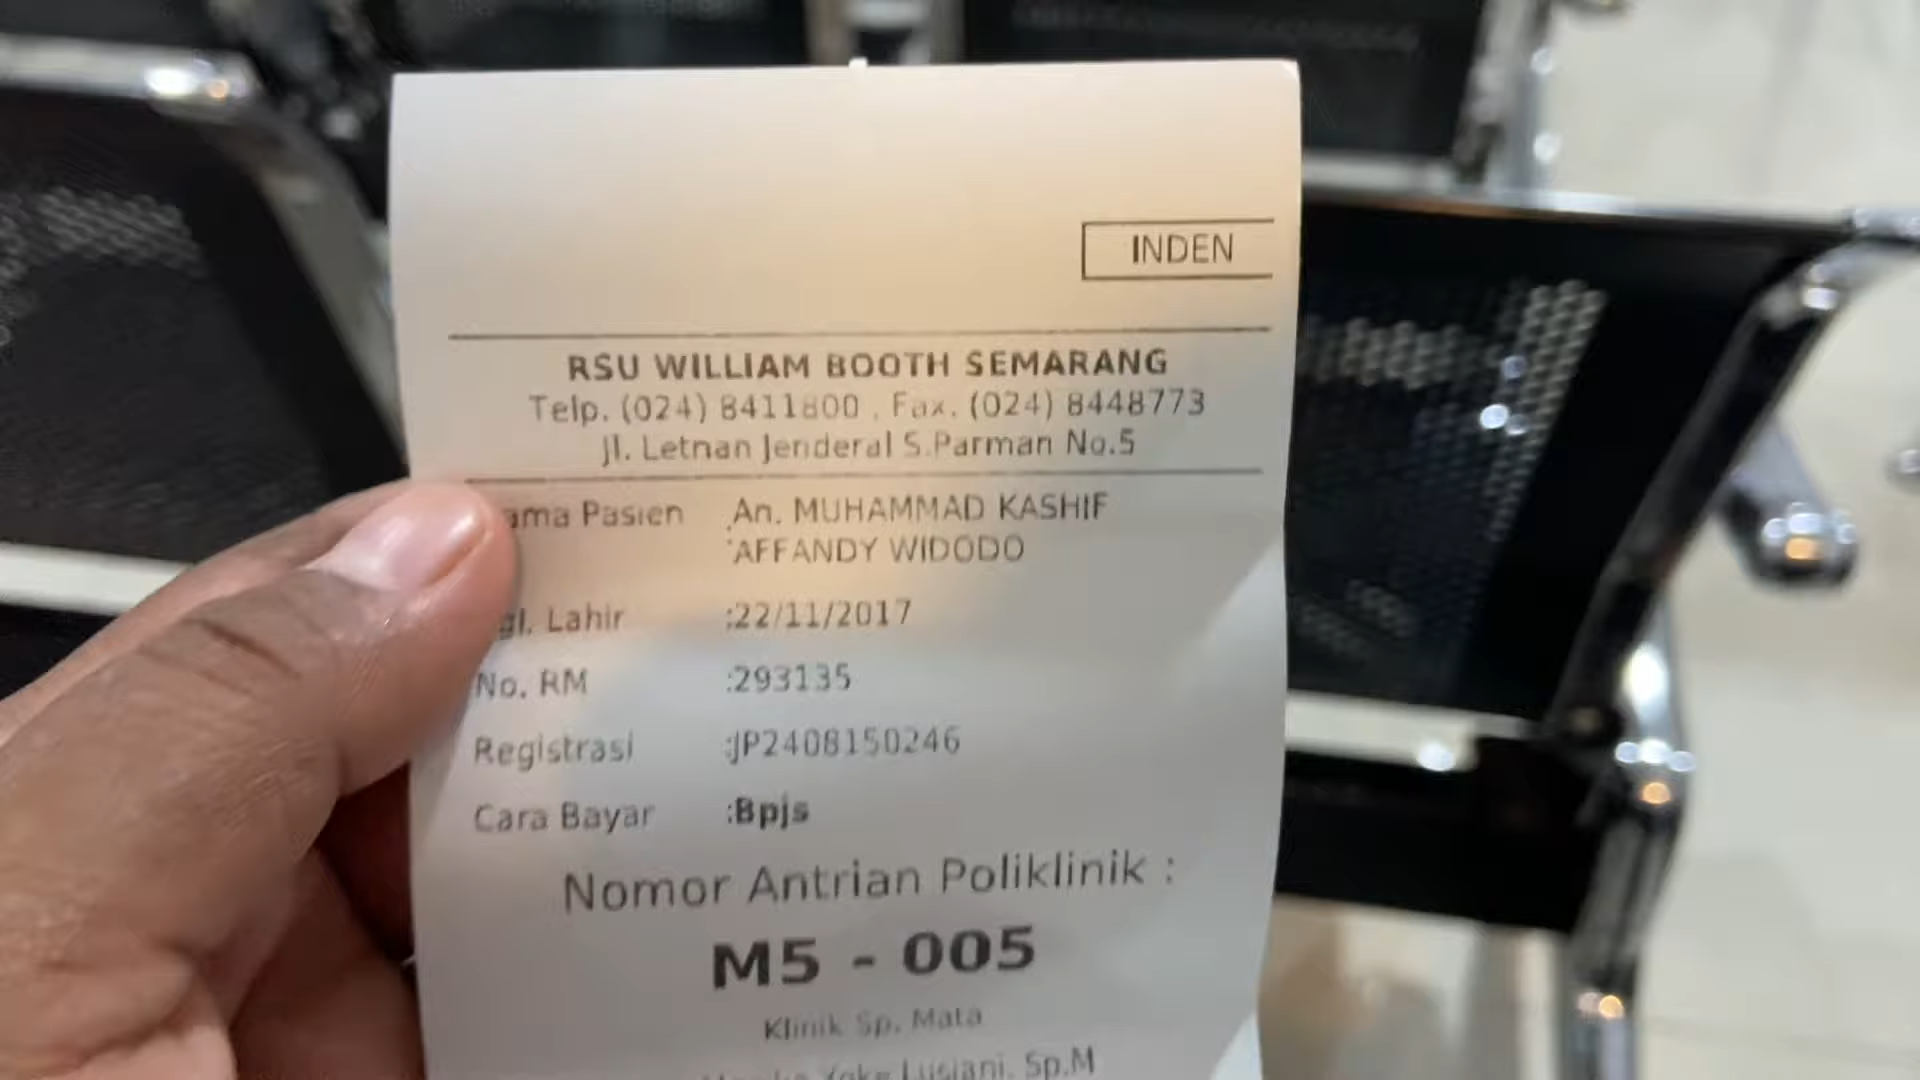 INDEN
RSU WILLIAM BOOTH SEMARANG
Telp. (024) 8411800 , Fax. (024) 8448773
Jl. Letnan Jenderal S.Parman No.5
ama Pasien :An. MUHAMMAD KASHIF
AFFANDY WIDODO
gl. Lahir :22/11/2017
No. RM :293135
Registrasi :JP2408150246
Cara Bayar :Bpjs
Nomor Antrian Poliklinik :
M5 - 005
Klinik Sp. Mata
Yoke Lusiani, Sp.M